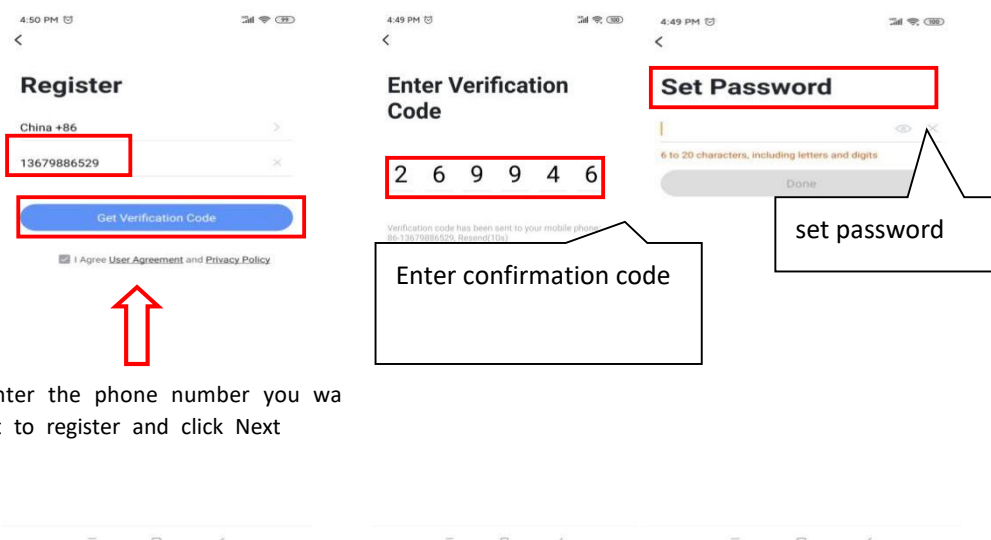 4:50 PM
99
Register
China +86
13679886529
Get Verification Code
I Agree User Agreement and Privacy Policy
nter the phone number you wa
t to register and click Next
4:49 PM
100
Enter Verification
Code
2 6 9 9 4 6
Verification code has been sent to your mobile phone
86-13679886529, Resend(10s)
Enter confirmation code
4:49 PM
100
Set Password
6 to 20 characters, including letters and digits
Done
set password